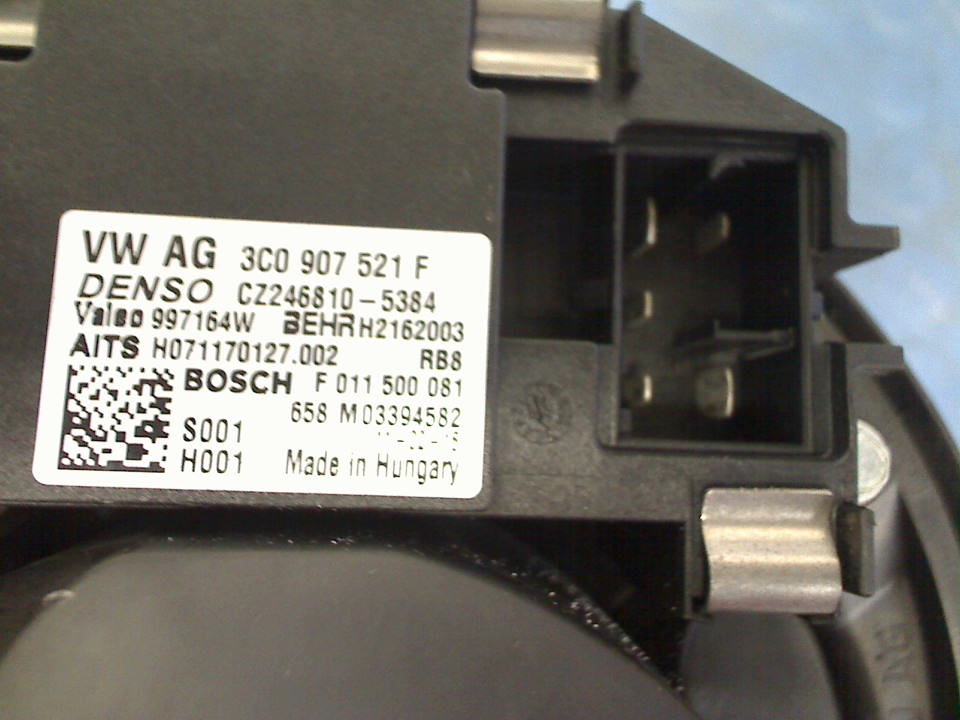 VW AG 3C0 907 521 F
DENSO CZ246810-5384
Valeo 997164W BEHR H2162003
AITS H071170127.002 RB8
BOSCH F 011 500 081
658 M03394582
S001
H001 Made in Hungary